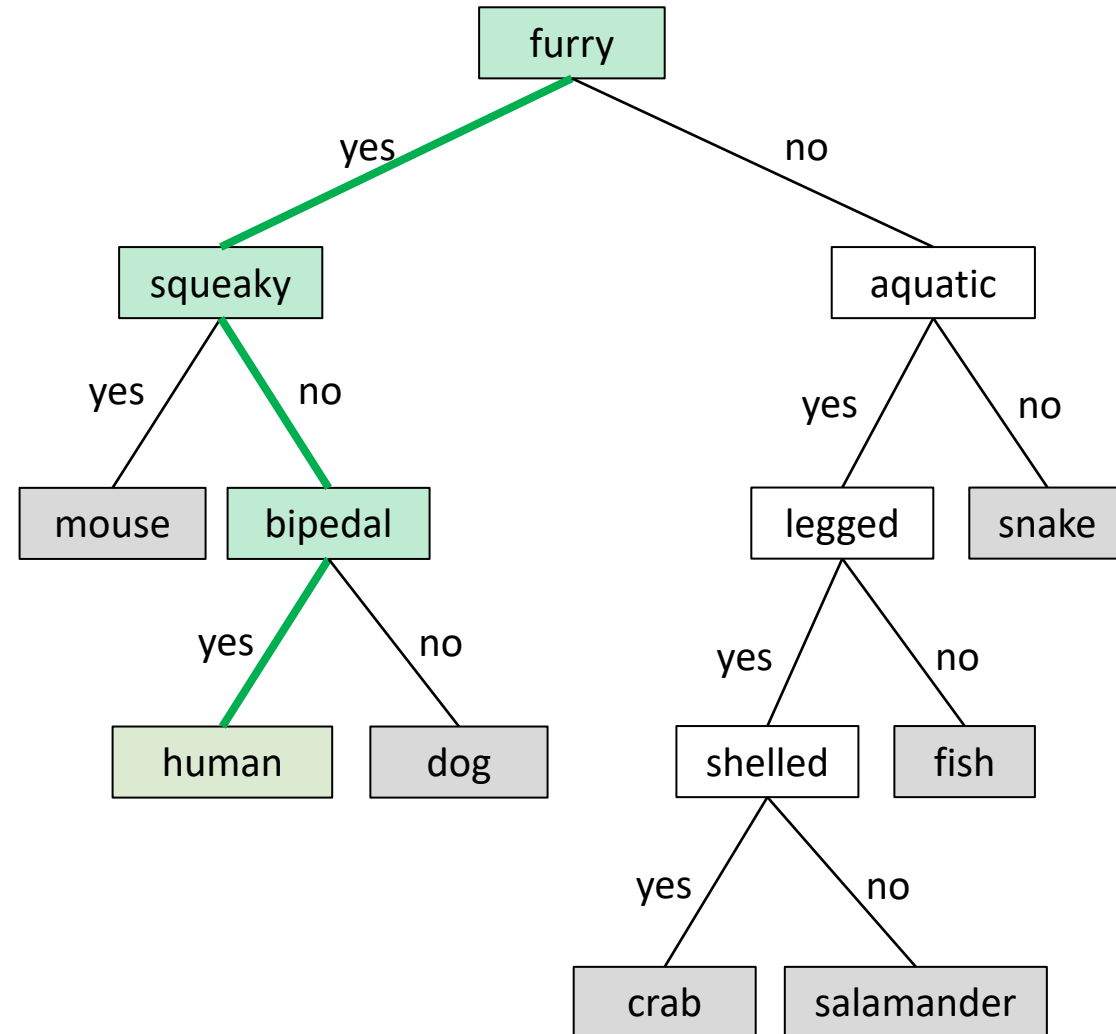 furry
yes
no
squeaky
aquatic
yes
no
yes
no
mouse
bipedal
legged
snake
yes
no
yes
no
human
dog
shelled
fish
yes
no
crab
salamander